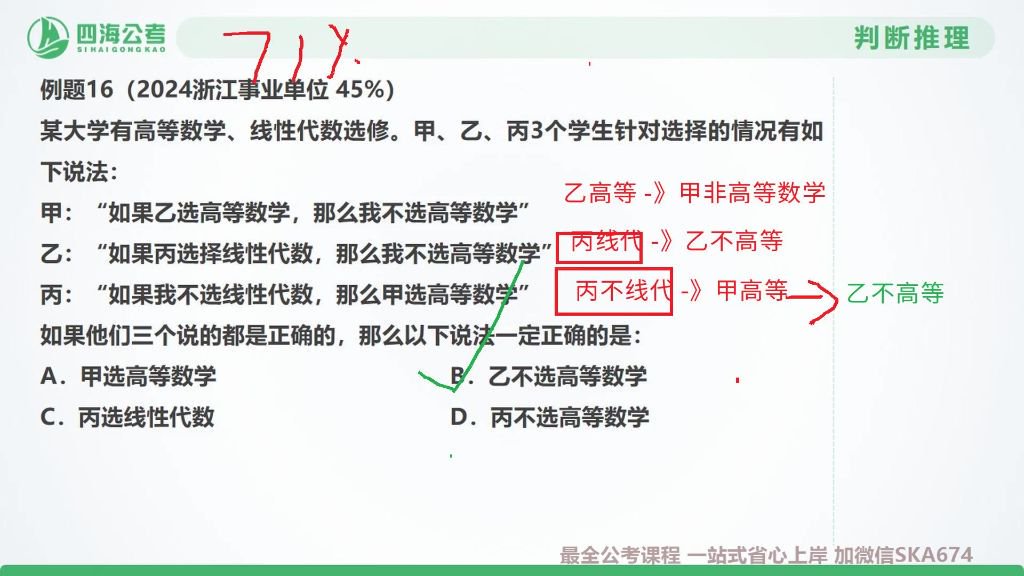 四海公考
SIHAIGONGKAO
71%
判断推理
例题16（2024浙江事业单位 45%）
某大学有高等数学、线性代数选修。甲、乙、丙3个学生针对选择的情况有如
下说法：
甲：“如果乙选高等数学，那么我不选高等数学”
乙高等 -》甲非高等数学
乙：“如果丙选择线性代数，那么我不选高等数学”
丙线代 -》乙不高等
丙：“如果我不选线性代数，那么甲选高等数学”
丙不线代 -》甲高等
乙不高等
如果他们三个说的都是正确的，那么以下说法一定正确的是：
A．甲选高等数学
B．乙不选高等数学
C．丙选线性代数
D．丙不选高等数学
最全公考课程 一站式省心上岸 加微信SKA674